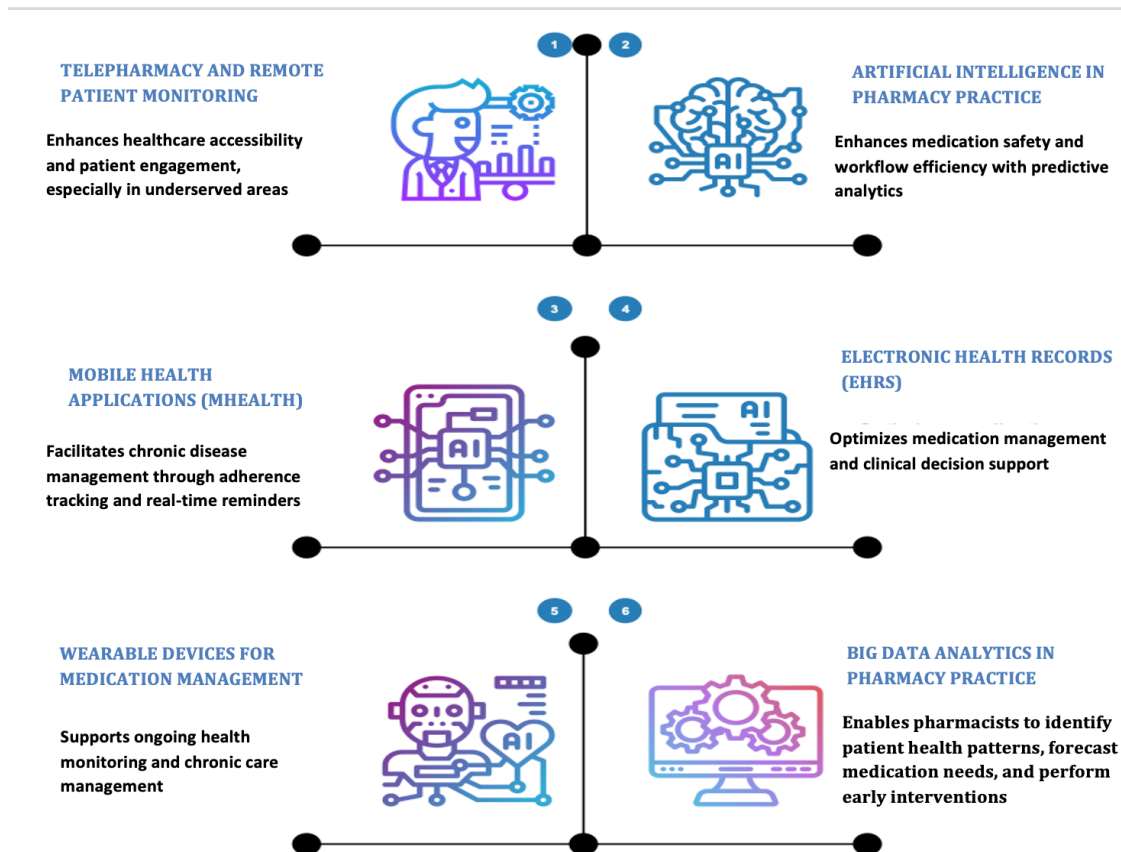 1
TELEPHARMACY AND REMOTE
PATIENT MONITORING
Enhances healthcare accessibility
and patient engagement,
especially in underserved areas
2
ARTIFICIAL INTELLIGENCE IN
PHARMACY PRACTICE
AI
Enhances medication safety and
workflow efficiency with predictive
analytics
3
MOBILE HEALTH
APPLICATIONS (MHEALTH)
Facilitates chronic disease
management through adherence
tracking and real-time reminders
AI
4
ELECTRONIC HEALTH RECORDS
(EHRS)
AI
Optimizes medication management
and clinical decision support
5
WEARABLE DEVICES FOR
MEDICATION MANAGEMENT
Supports ongoing health
monitoring and chronic care
management
AI
6
BIG DATA ANALYTICS IN
PHARMACY PRACTICE
Enables pharmacists to identify
patient health patterns, forecast
medication needs, and perform
early interventions